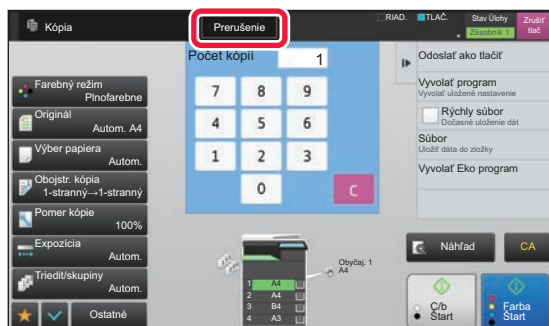 Kópia
Prerušenie
RIAD.
TLAČ.
Stav Úlohy
Zásobník 1
Zrušiť
tlač
Počet kópií
1
Farebný režim
Plnofarebne
Originál
Autom. A4
Výber papiera
Autom.
Obojstr. kópia
1-stranný→1-stranný
Pomer kópie
100%
Expozícia
Autom.
Triediť/skupiny
Autom.
Ostatné
7 8 9
4 5 6
1 2 3
0 C
1 A4
2 A4
3 B4
4 A3
Obyčaj. 1
A4
Odoslať ako tlačiť
Vyvolať program
Vyvolať uložené nastavenie
Rýchly súbor
Dočasné uloženie dát
Súbor
Uložiť dáta do zložky
Vyvolať Eko program
Náhľad
CA
Č/b
Štart
Farba
Štart